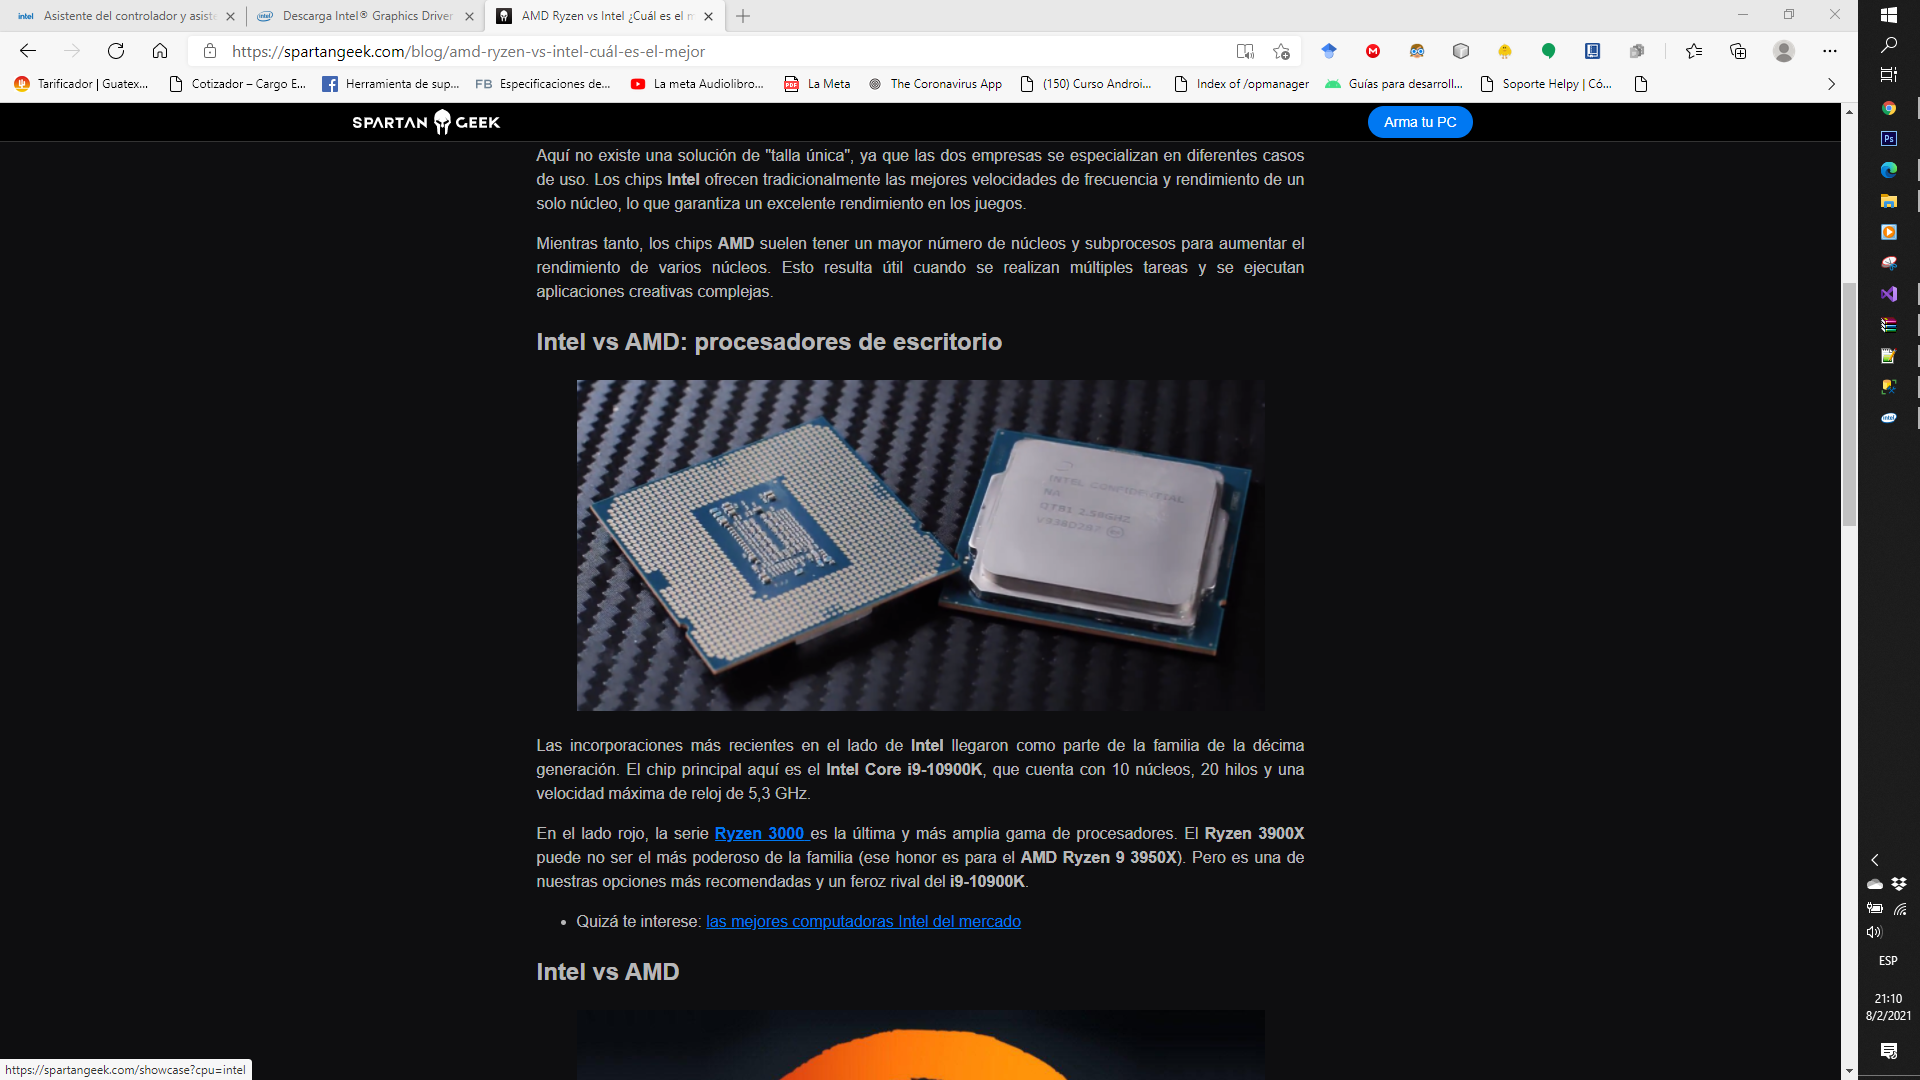 Asistente del controlador y asiste
Descarga Intel® Graphics Driver
AMD Ryzen vs Intel ¿Cuál es el m
https://spartangeek.com/blog/amd-ryzen-vs-intel-cuál-es-el-mejor
Tarificador | Guatex...
Cotizador – Cargo E...
Herramienta de sup...
FB Especificaciones de...
La meta Audiolibro...
La Meta
The Coronavirus App
(150) Curso Androi...
Index of /opmanager
Guías para desarroll...
Soporte Helpy | Có...
SPARTAN GEEK
Arma tu PC
Aquí no existe una solución de "talla única", ya que las dos empresas se especializan en diferentes casos
de uso. Los chips Intel ofrecen tradicionalmente las mejores velocidades de frecuencia y rendimiento de un
solo núcleo, lo que garantiza un excelente rendimiento en los juegos.
Mientras tanto, los chips AMD suelen tener un mayor número de núcleos y subprocesos para aumentar el
rendimiento de varios núcleos. Esto resulta útil cuando se realizan múltiples tareas y se ejecutan
aplicaciones creativas complejas.
Intel vs AMD: procesadores de escritorio
INTEL CONFIDENTIAL
NA
Las incorporaciones más recientes en el lado de Intel llegaron como parte de la familia de la décima
generación. El chip principal aquí es el Intel Core i9-10900K, que cuenta con 10 núcleos, 20 hilos y una
velocidad máxima de reloj de 5,3 GHz.
En el lado rojo, la serie Ryzen 3000 es la última y más amplia gama de procesadores. El Ryzen 3900X
puede no ser el más poderoso de la familia (ese honor es para el AMD Ryzen 9 3950X). Pero es una de
nuestras opciones más recomendadas y un feroz rival del i9-10900K.
• Quizá te interese: las mejores computadoras Intel del mercado
Intel vs AMD
https://spartangeek.com/showcase?cpu=intel
ESP
21:10
8/2/2021